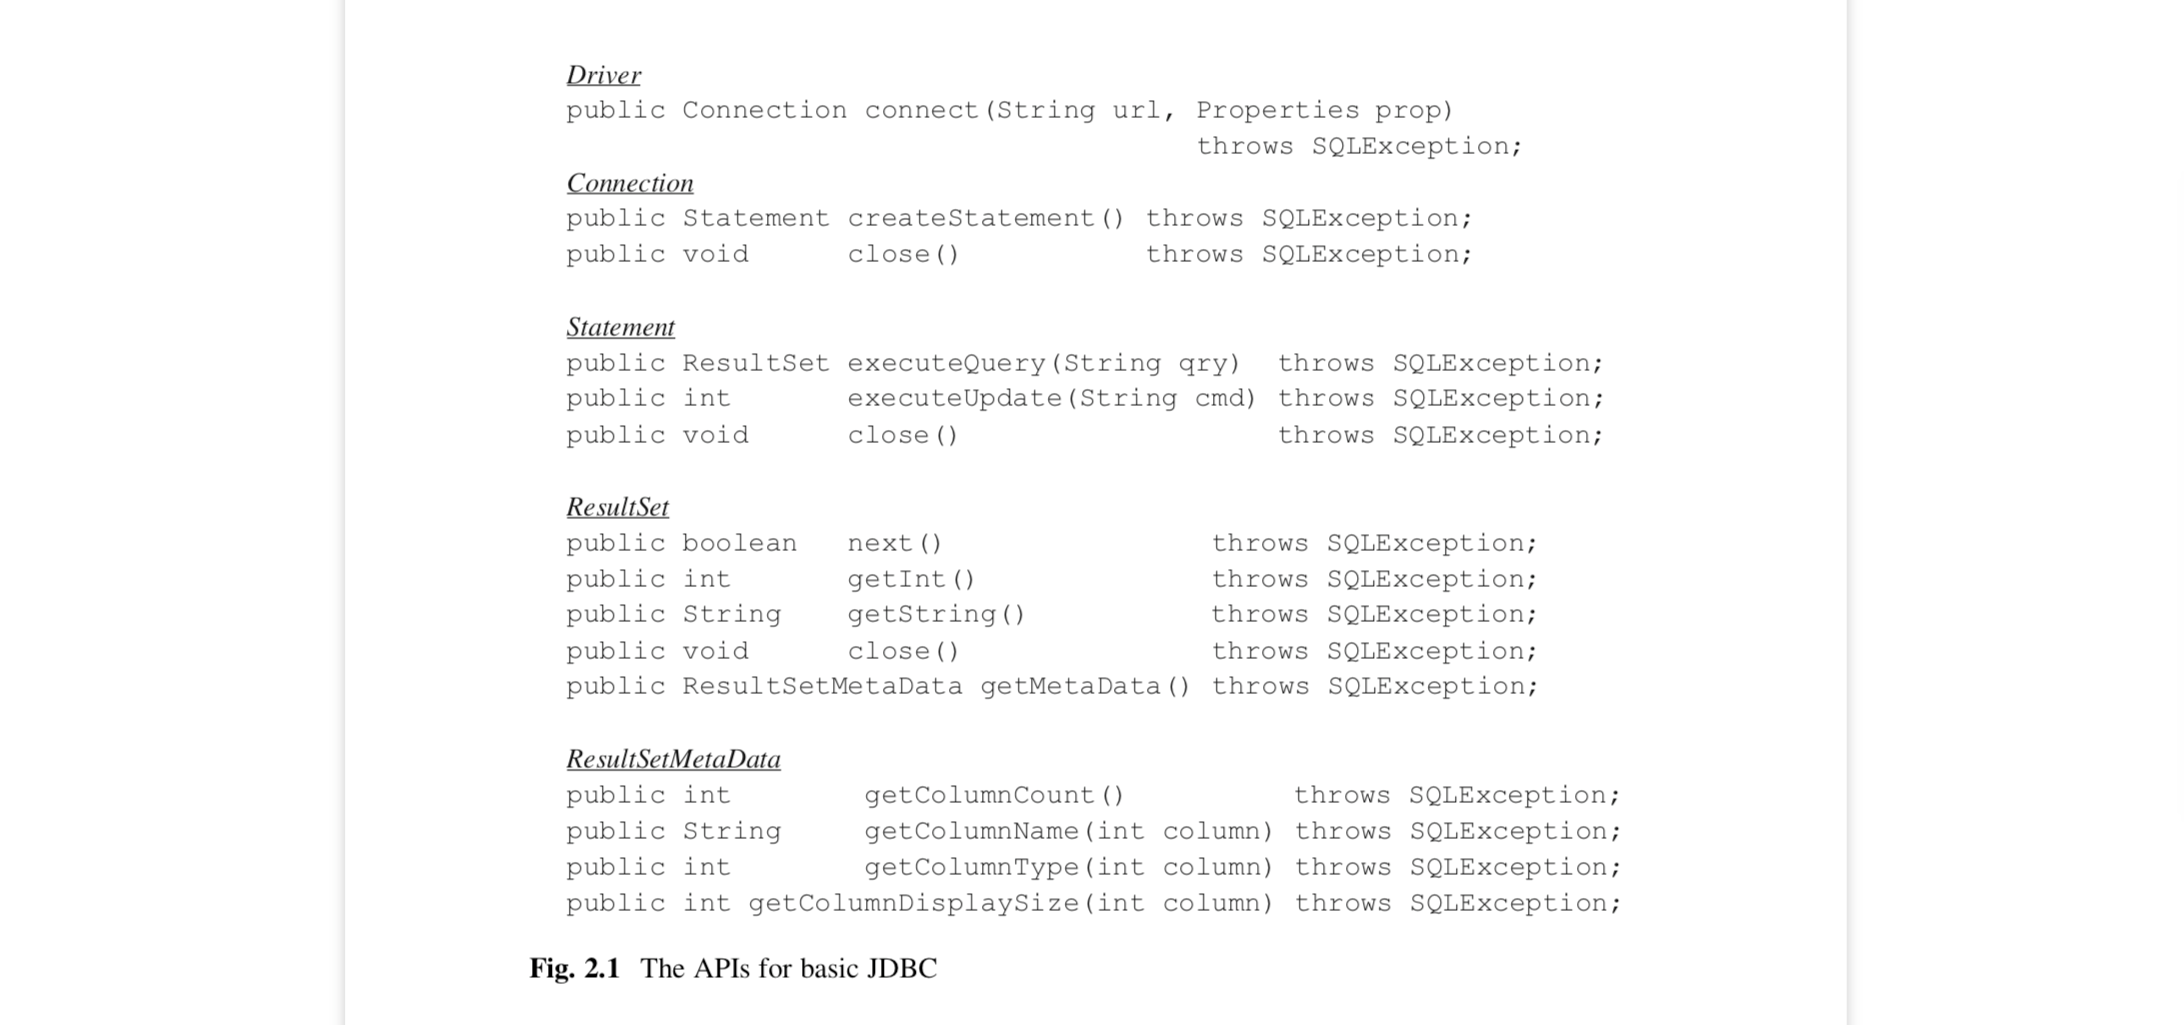 Driver
public Connection connect(String url, Properties prop)
throws SQLException;
Connection
public Statement createStatement() throws SQLException;
public void close() throws SQLException;
Statement
public ResultSet executeQuery(String qry) throws SQLException;
public int executeUpdate(String cmd) throws SQLException;
public void close() throws SQLException;
ResultSet
public boolean next() throws SQLException;
public int getInt() throws SQLException;
public String getString() throws SQLException;
public void close() throws SQLException;
public ResultSetMetaData getMetaData() throws SQLException;
ResultSetMetaData
public int getColumnCount() throws SQLException;
public String getColumnName(int column) throws SQLException;
public int getColumnType(int column) throws SQLException;
public int getColumnDisplaySize(int column) throws SQLException;
Fig. 2.1 The APIs for basic JDBC